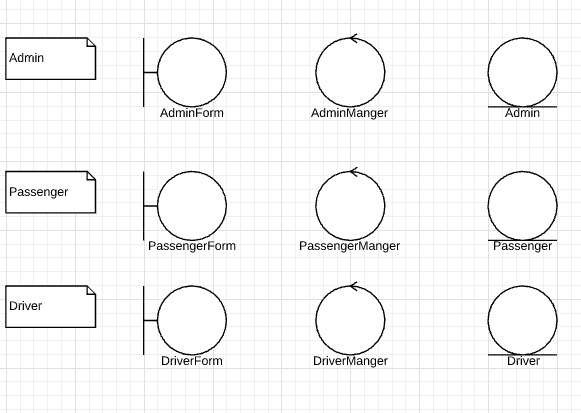 Admin
AdminForm
AdminManger
Admin
Passenger
PassengerForm
PassengerManger
Passenger
Driver
DriverForm
DriverManger
Driver